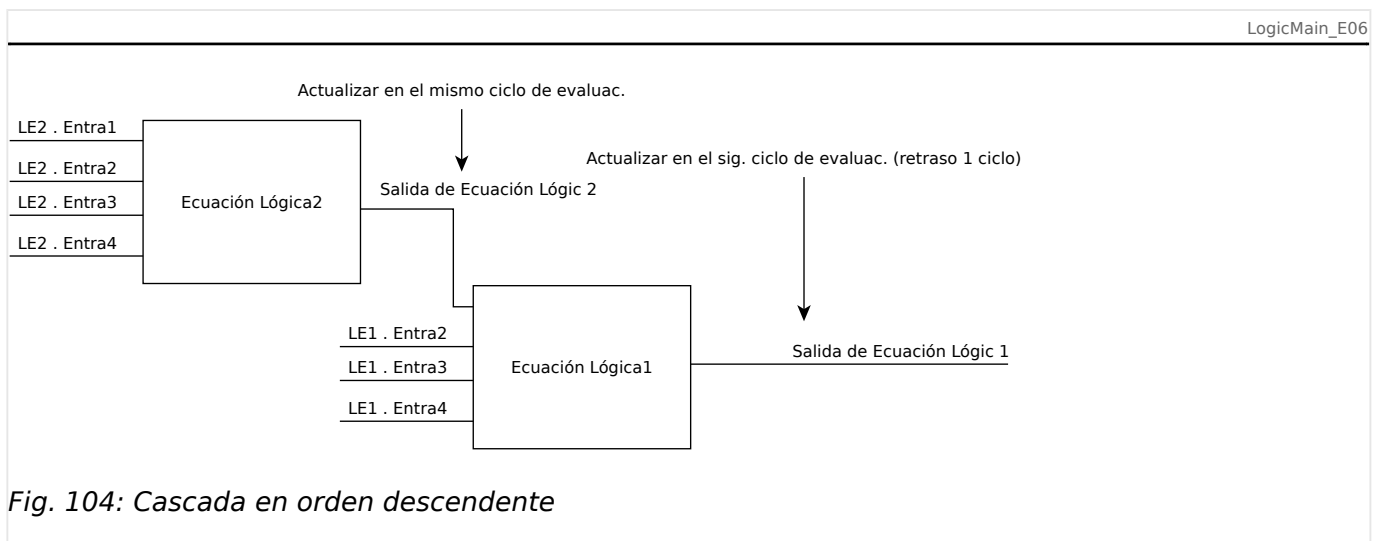 LogicMain_E06
Actualizar en el mismo ciclo de evaluac.
LE2 . Entra1
Actualizar en el sig. ciclo de evaluac. (retraso 1 ciclo)
LE2 . Entra2
Salida de Ecuación Lógic 2
LE2 . Entra3
Ecuación Lógica2
LE2 . Entra4
LE1 . Entra2
Salida de Ecuación Lógic 1
LE1 . Entra3
Ecuación Lógica1
LE1 . Entra4
Fig. 104: Cascada en orden descendente